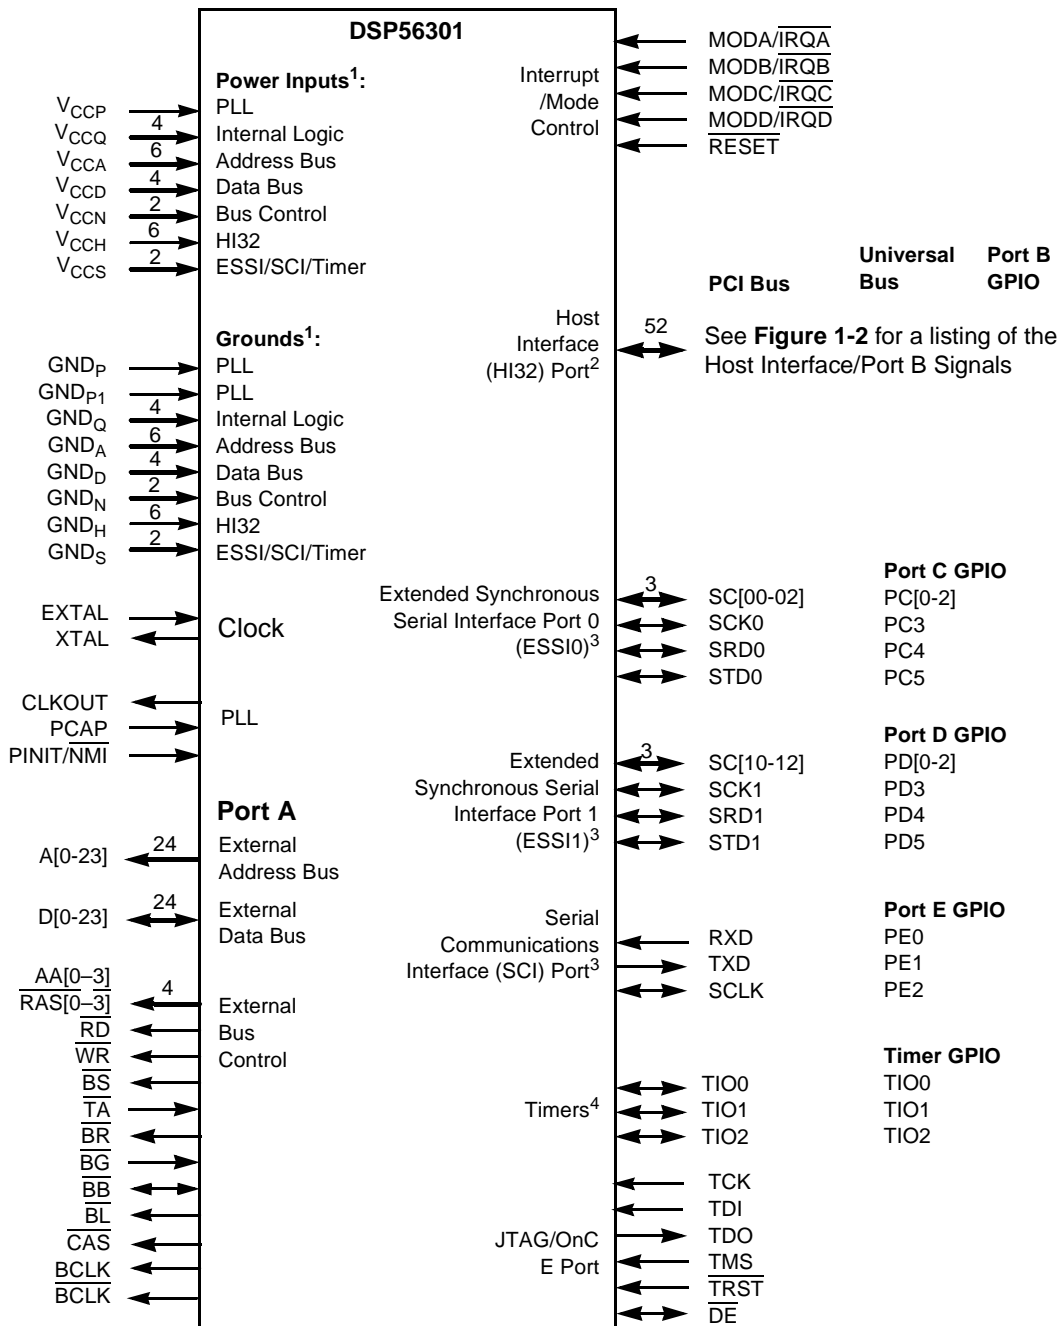 DSP56301
Power Inputs1:
VCCP PLL
VCCQ 4 Internal Logic
VCCA 6 Address Bus
VCCD 4 Data Bus
VCCN 2 Bus Control
VCCH 6 HI32
VCCS 2 ESSI/SCI/Timer
Grounds1:
GNDP PLL
GNDP1 PLL
GNDQ 4 Internal Logic
GNDA 6 Address Bus
GNDD 4 Data Bus
GNDN 2 Bus Control
GNDH 6 HI32
GNDS 2 ESSI/SCI/Timer
EXTAL
XTAL
Clock
CLKOUT
PCAP
PINIT/NMI
PLL
Port A
A[0-23] 24 External
Address Bus
D[0-23] 24 External
Data Bus
AA[0–3]
RAS[0–3] 4 External
RD Bus
WR Control
BS
TA
BR
BG
BB
BL
CAS
BCLK
BCLK
Interrupt
/Mode
Control
MODA/IRQA
MODB/IRQB
MODC/IRQC
MODD/IRQD
RESET
PCI Bus
Universal
Bus
Port B
GPIO
Host
Interface
(HI32) Port2
52
See Figure 1-2 for a listing of the
Host Interface/Port B Signals
Extended Synchronous
Serial Interface Port 0
(ESSI0)3
Port C GPIO
3 SC[00-02] PC[0-2]
SCK0 PC3
SRD0 PC4
STD0 PC5
Extended
Synchronous Serial
Interface Port 1
(ESSI1)3
Port D GPIO
3 SC[10-12] PD[0-2]
SCK1 PD3
SRD1 PD4
STD1 PD5
Serial
Communications
Interface (SCI) Port3
Port E GPIO
RXD PE0
TXD PE1
SCLK PE2
Timers4
Timer GPIO
TIO0 TIO0
TIO1 TIO1
TIO2 TIO2
JTAG/OnC
E Port
TCK
TDI
TDO
TMS
TRST
DE